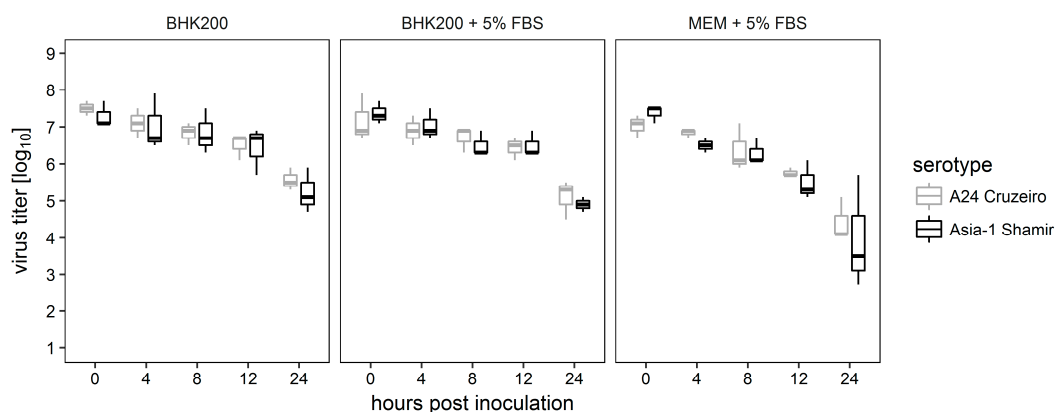 BHK200 BHK200 + 5% FBS MEM + 5% FBS
9
8
7
6
5
4
3
2
1
virus titer [log10]
0 4 8 12 24 0 4 8 12 24 0 4 8 12 24
hours post inoculation
serotype
A24 Cruzeiro
Asia-1 Shamir